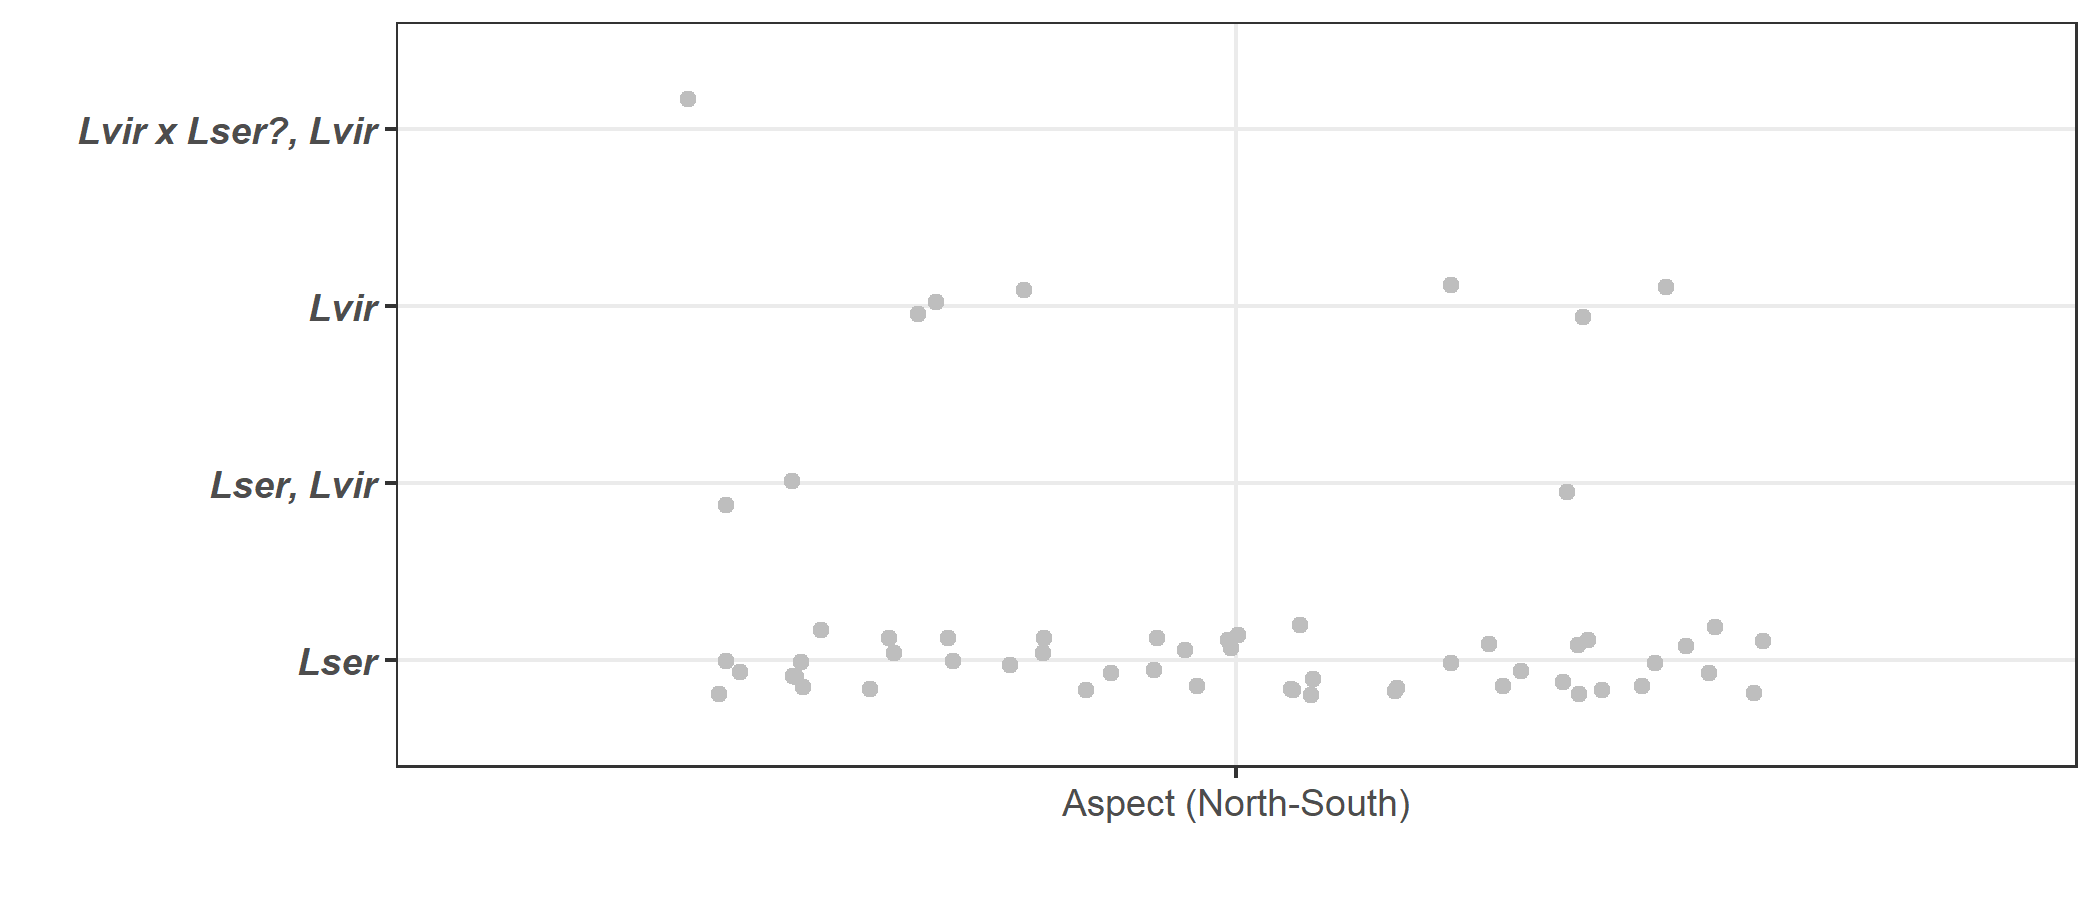 Lvir x Lser?, Lvir
Lvir
Lser, Lvir
Lser
Aspect (North-South)